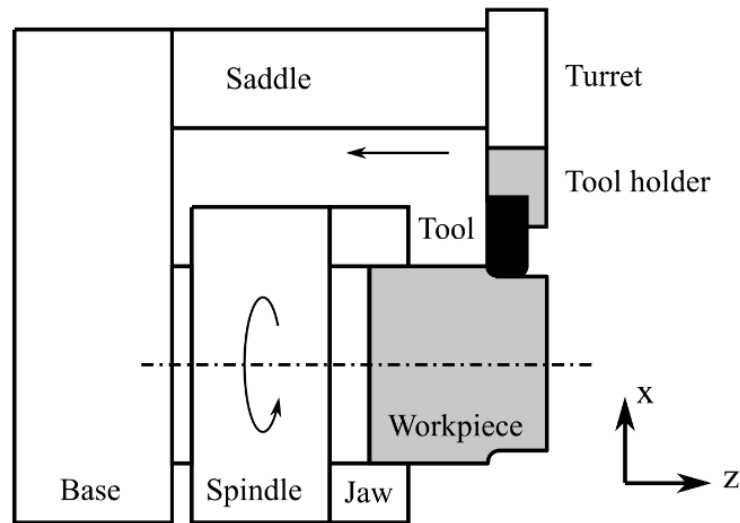 Saddle
Turret
Tool holder
Tool
Workpiece
Base
Spindle
Jaw
x
z